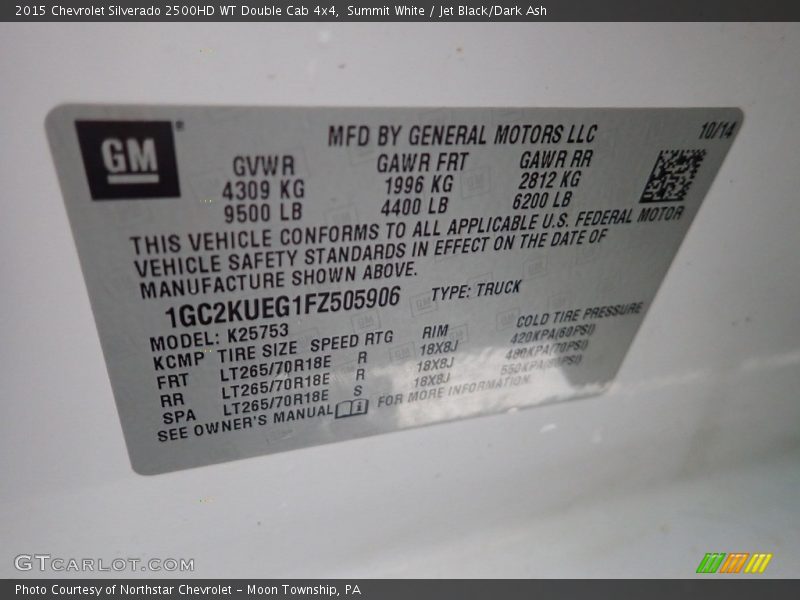 2015 Chevrolet Silverado 2500HD WT Double Cab 4x4,  Summit White / Jet Black/Dark Ash
GM® MFD BY GENERAL MOTORS LLC 10/14
GVWR GAWR FRT GAWR RR
4309 KG 1996 KG 2812 KG
9500 LB 4400 LB 6200 LB
THIS VEHICLE CONFORMS TO ALL APPLICABLE U.S. FEDERAL MOTOR
VEHICLE SAFETY STANDARDS IN EFFECT ON THE DATE OF
MANUFACTURE SHOWN ABOVE.
1GC2KUEG1FZ505906 TYPE: TRUCK
MODEL: K25753
KCMP TIRE SIZE SPEED RTG RIM COLD TIRE PRESSURE
FRT LT265/70R18E R 18X8J 420KPA(60PSI)
RR LT265/70R18E R 18X8J 480KPA(70PSI)
SPA LT265/70R18E S 18X8J 550KPA(80PSI)
SEE OWNER'S MANUAL FOR MORE INFORMATION.
GTCARLOT.COM
Photo Courtesy of Northstar Chevrolet - Moon Township, PA